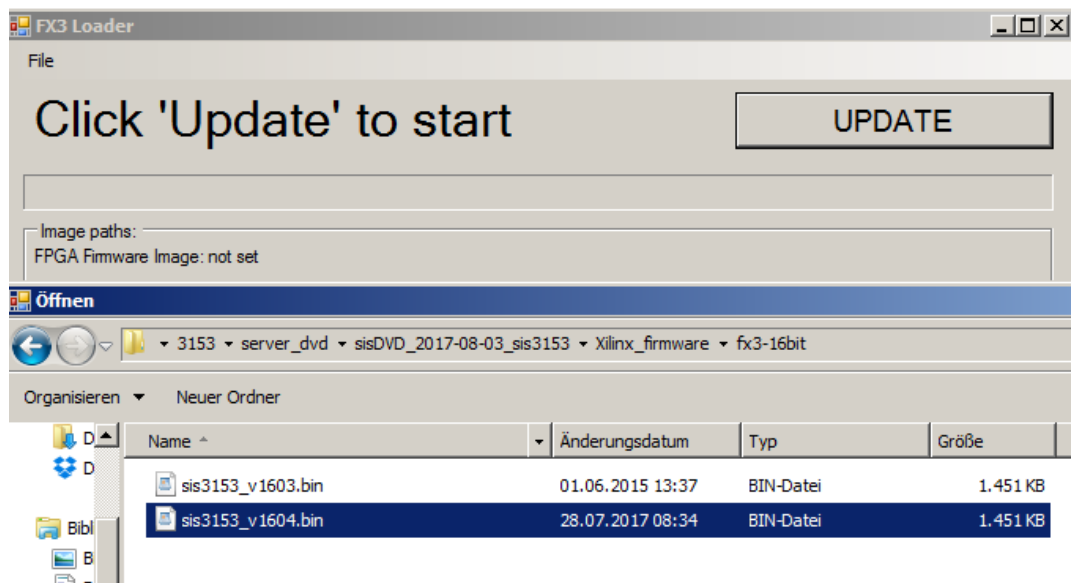 FX3 Loader
File
Click 'Update' to start
UPDATE
Image paths:
FPGA Firmware Image: not set
Öffnen
3153 server_dvd sisDVD_2017-08-03_sis3153 Xilinx_firmware fx3-16bit
Organisieren Neuer Ordner
Name Änderungsdatum Typ Größe
D
D
sis3153_v1603.bin 01.06.2015 13:37 BIN-Datei 1.451 KB
sis3153_v1604.bin 28.07.2017 08:34 BIN-Datei 1.451 KB
Bibl
B